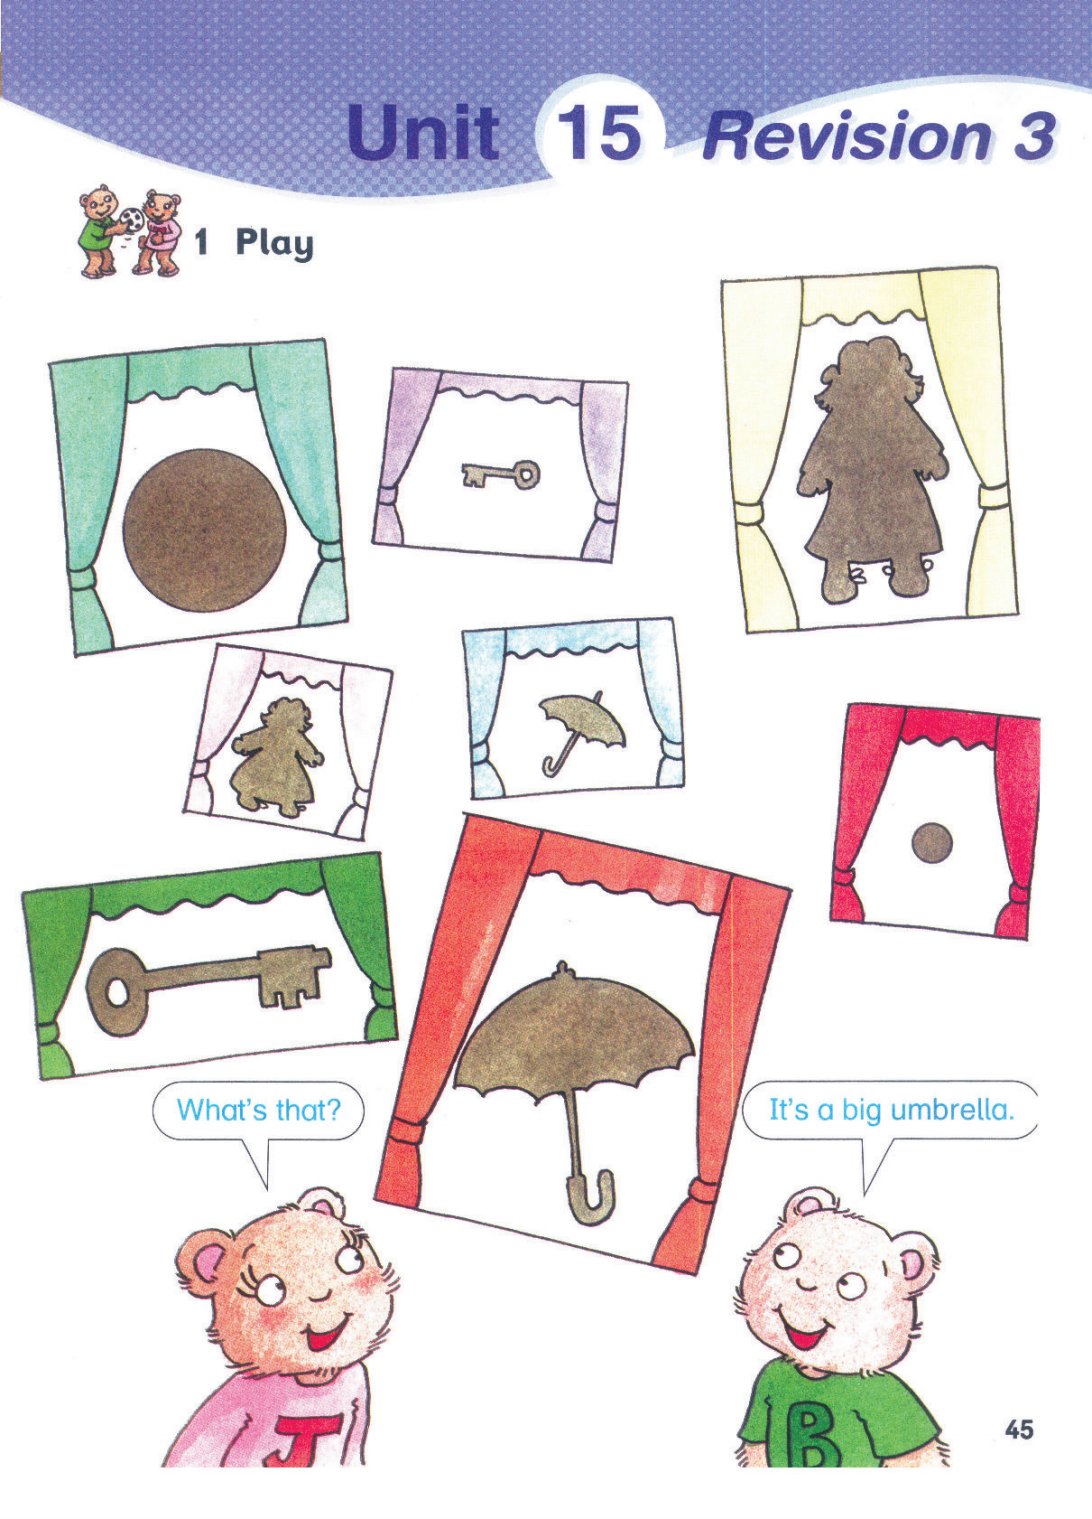 Unit 15 Revision 3
1 Play
What's that?
It's a big umbrella.
J
B
45